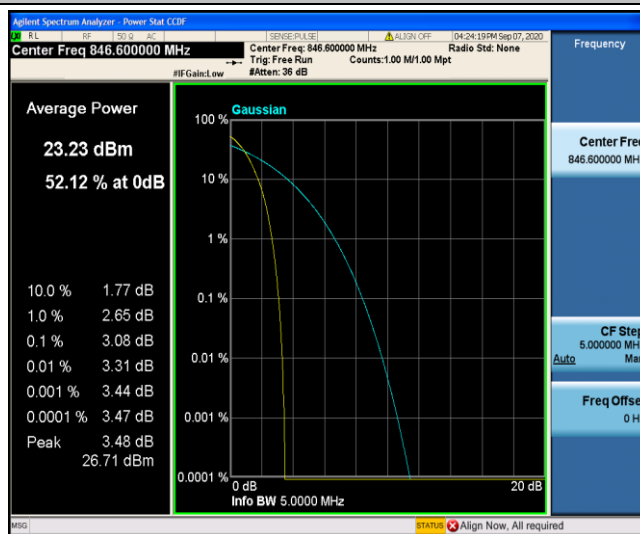 Agilent Spectrum Analyzer - Power Stat CCDF
RL RF 50 Ω AC SENSE:PULSE ALIGN OFF 04:24:19 PM Sep 07, 2020
Center Freq 846.600000 MHz
Center Freq: 846.600000 MHz Radio Std: None
Trig: Free Run Counts:1.00 M/1.00 Mpt
#IFGain:Low #Atten: 36 dB
Frequency
Average Power
23.23 dBm
52.12 % at 0dB
10.0 % 1.77 dB
1.0 % 2.65 dB
0.1 % 3.08 dB
0.01 % 3.31 dB
0.001 % 3.44 dB
0.0001 % 3.47 dB
Peak 3.48 dB
26.71 dBm
Gaussian
100 %
10 %
1 %
0.1 %
0.01 %
0.001 %
0.0001 %
0 dB 20 dB
Info BW 5.0000 MHz
Center Fre
846.600000 MH
CF Step
5.000000 MH
Auto Ma
Freq Offse
0 H
MSG STATUS Align Now, All required